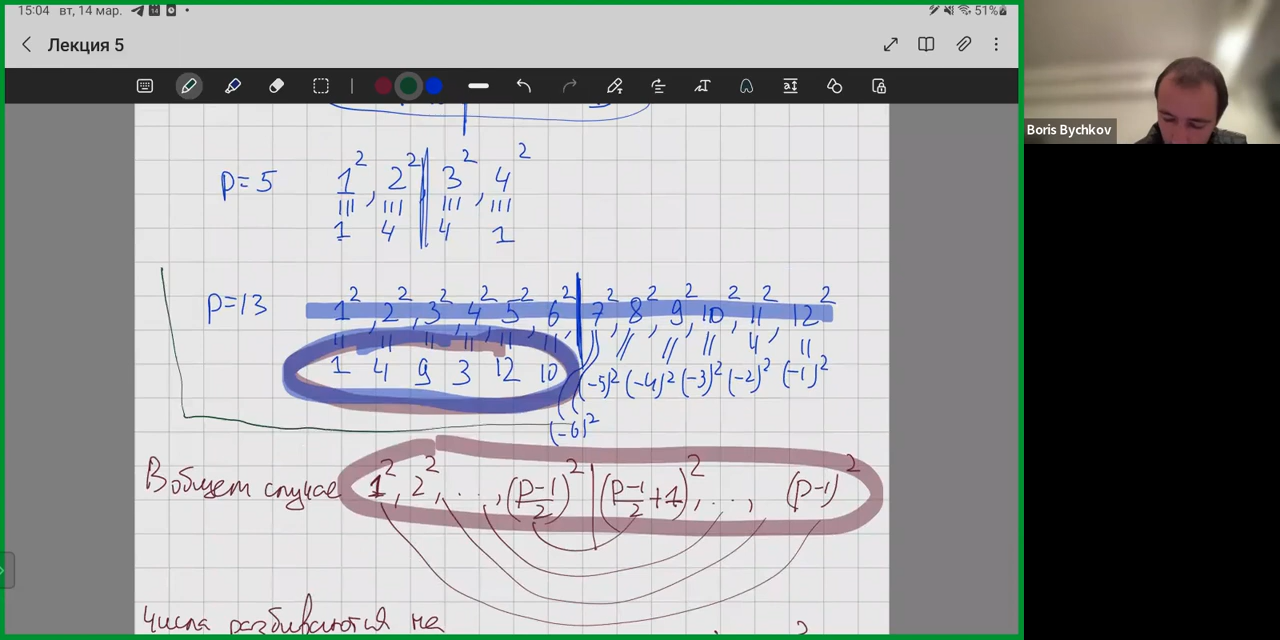 15:04 вт, 14 мар.
51%
Лекция 5
Boris Bychkov
p=5 1², 2² | 3², 4²
≡ ≡ ≡ ≡
1 4 4 1
p=13 1², 2², 3², 4², 5², 6² | 7², 8², 9², 10², 11², 12²
1 4 9 3 12 10 (-5)² (-4)² (-3)² (-2)² (-1)²
(-6)²
В общем случае 1², 2², ..., (p-1/2)² | (p-1/2 + 1)², ..., (p-1)²
числа разбиваются на